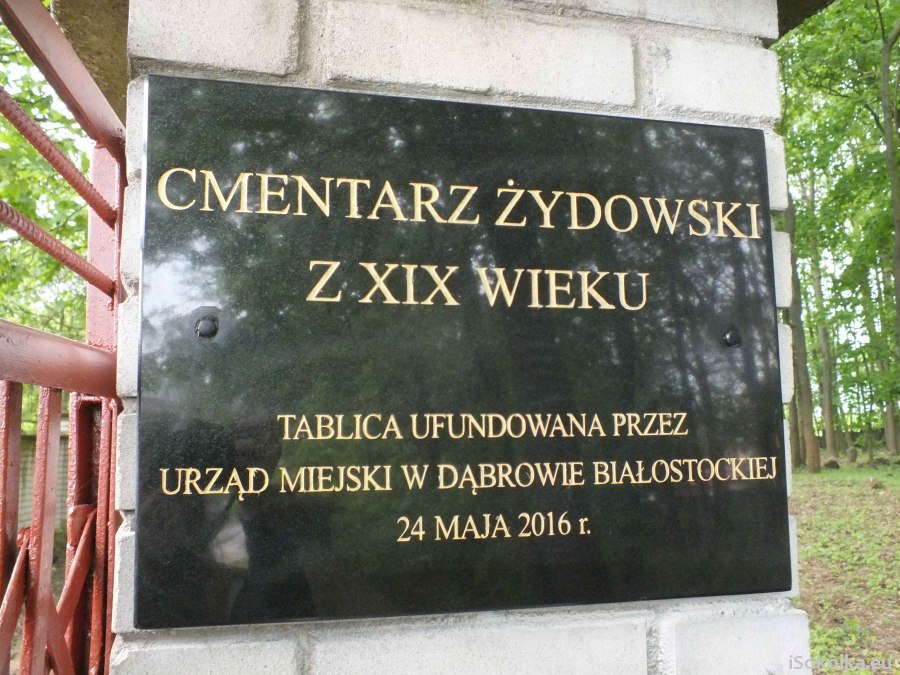 CMENTARZ ŻYDOWSKI
Z XIX WIEKU
TABLICA UFUNDOWANA PRZEZ
URZĄD MIEJSKI W DĄBROWIE BIAŁOSTOCKIEJ
24 MAJA 2016 r.
iSokolka.eu